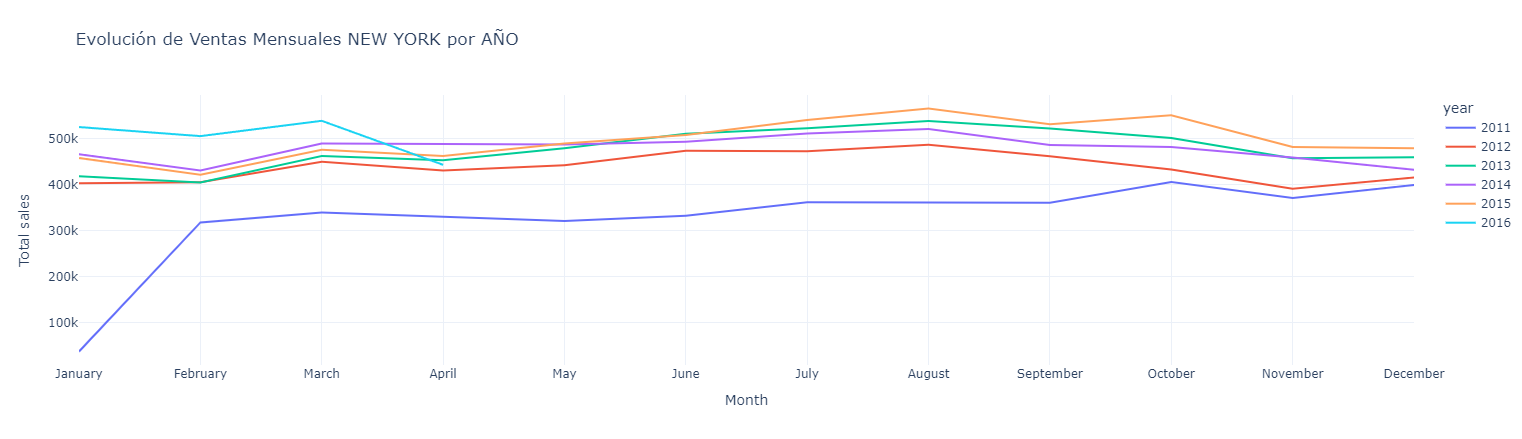 Evolución de Ventas Mensuales NEW YORK por AÑO
year
2011
2012
2013
2014
2015
2016
Total sales
500k
400k
300k
200k
100k
January February March April May June July August September October November December
Month